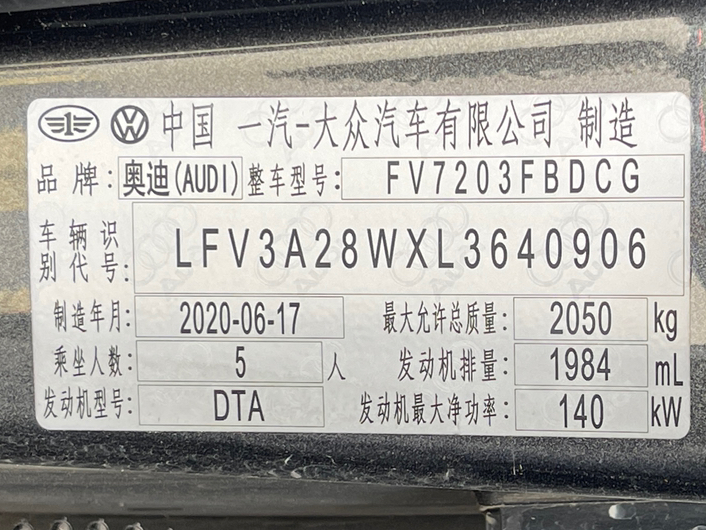 中国 一汽-大众汽车有限公司 制造
品牌: 奥迪(AUDI) 整车型号: FV7203FBDCG
车辆识别代号: LFV3A28WXL3640906
制造年月: 2020-06-17 最大允许总质量: 2050 kg
乘坐人数: 5 人 发动机排量: 1984 mL
发动机型号: DTA 发动机最大净功率: 140 kW